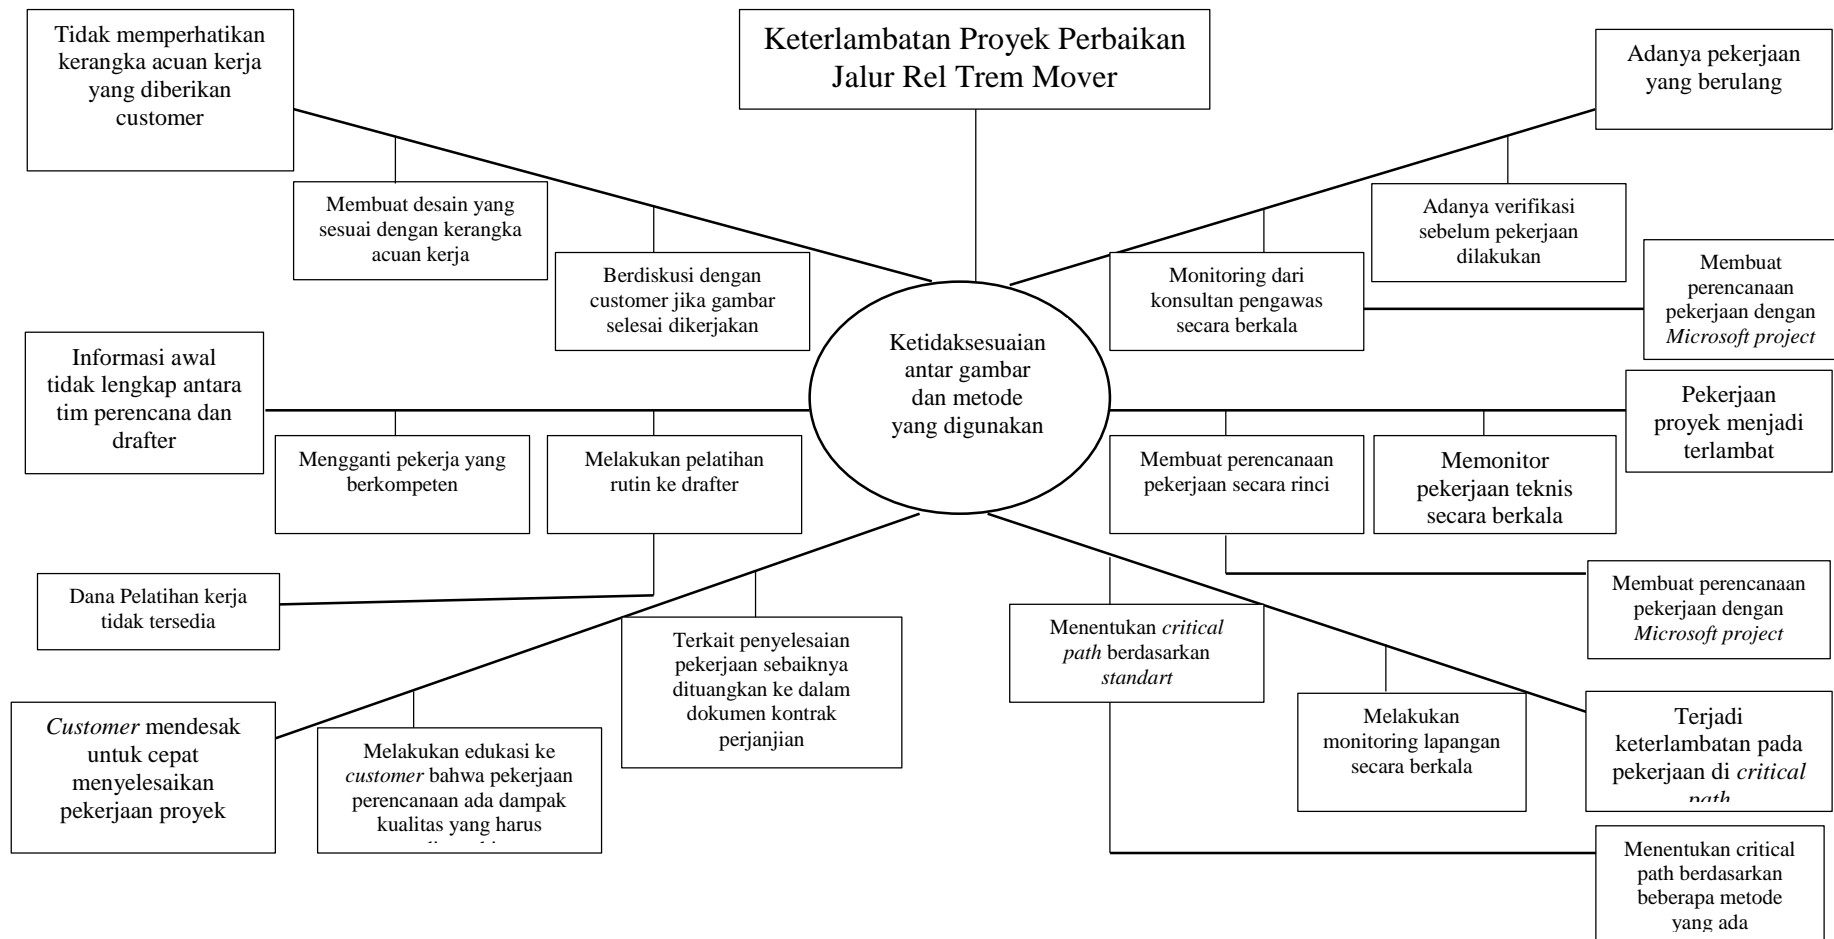 Tidak memperhatikan
kerangka acuan kerja
yang diberikan
customer
Keterlambatan Proyek Perbaikan
Jalur Rel Trem Mover
Adanya pekerjaan
yang berulang
Membuat desain yang
sesuai dengan kerangka
acuan kerja
Berdiskusi dengan
customer jika gambar
selesai dikerjakan
Monitoring dari
konsultan pengawas
secara berkala
Adanya verifikasi
sebelum pekerjaan
dilakukan
Membuat
perencanaan
pekerjaan dengan
Microsoft project
Informasi awal
tidak lengkap antara
tim perencana dan
drafter
Ketidaksesuaian
antar gambar
dan metode
yang digunakan
Pekerjaan
proyek menjadi
terlambat
Mengganti pekerja yang
berkompeten
Melakukan pelatihan
rutin ke drafter
Membuat perencanaan
pekerjaan secara rinci
Memonitor
pekerjaan teknis
secara berkala
Dana Pelatihan kerja
tidak tersedia
Membuat perencanaan
pekerjaan dengan
Microsoft project
Terkait penyelesaian
pekerjaan sebaiknya
dituangkan ke dalam
dokumen kontrak
perjanjian
Menentukan critical
path berdasarkan
standart
Customer mendesak
untuk cepat
menyelesaikan
pekerjaan proyek
Melakukan edukasi ke
customer bahwa pekerjaan
perencanaan ada dampak
kualitas yang harus
Melakukan
monitoring lapangan
secara berkala
Terjadi
keterlambatan pada
pekerjaan di critical
path
Menentukan critical
path berdasarkan
beberapa metode
yang ada